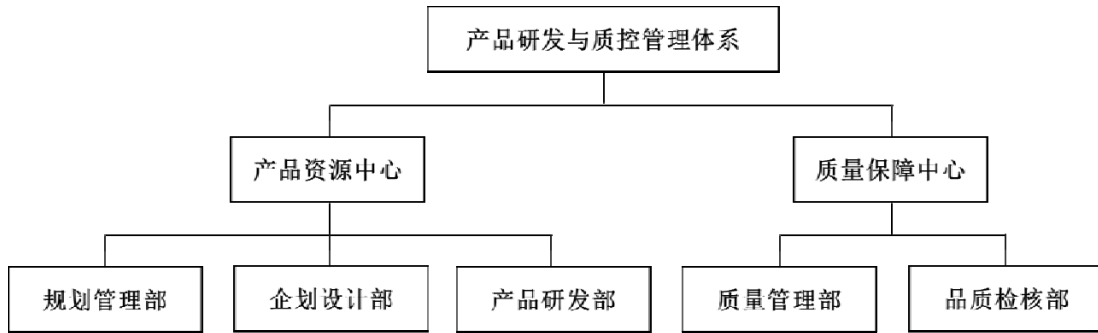 产品研发与质控管理体系
产品资源中心
质量保障中心
规划管理部
企划设计部
产品研发部
质量管理部
品质检核部